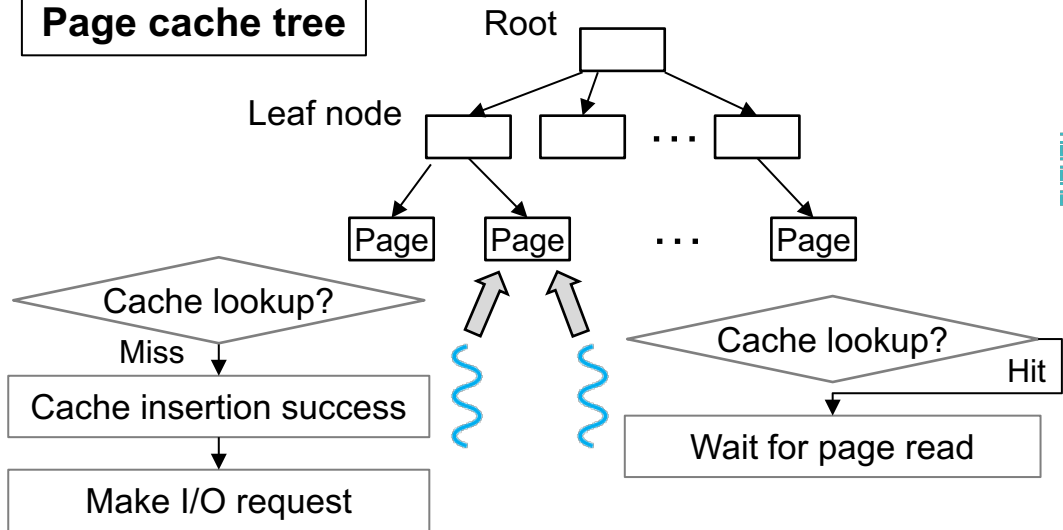 Page cache tree
Root
Leaf node
. . .
Page
Page
. . .
Page
Cache lookup?
Miss
Cache insertion success
Make I/O request
Cache lookup?
Hit
Wait for page read